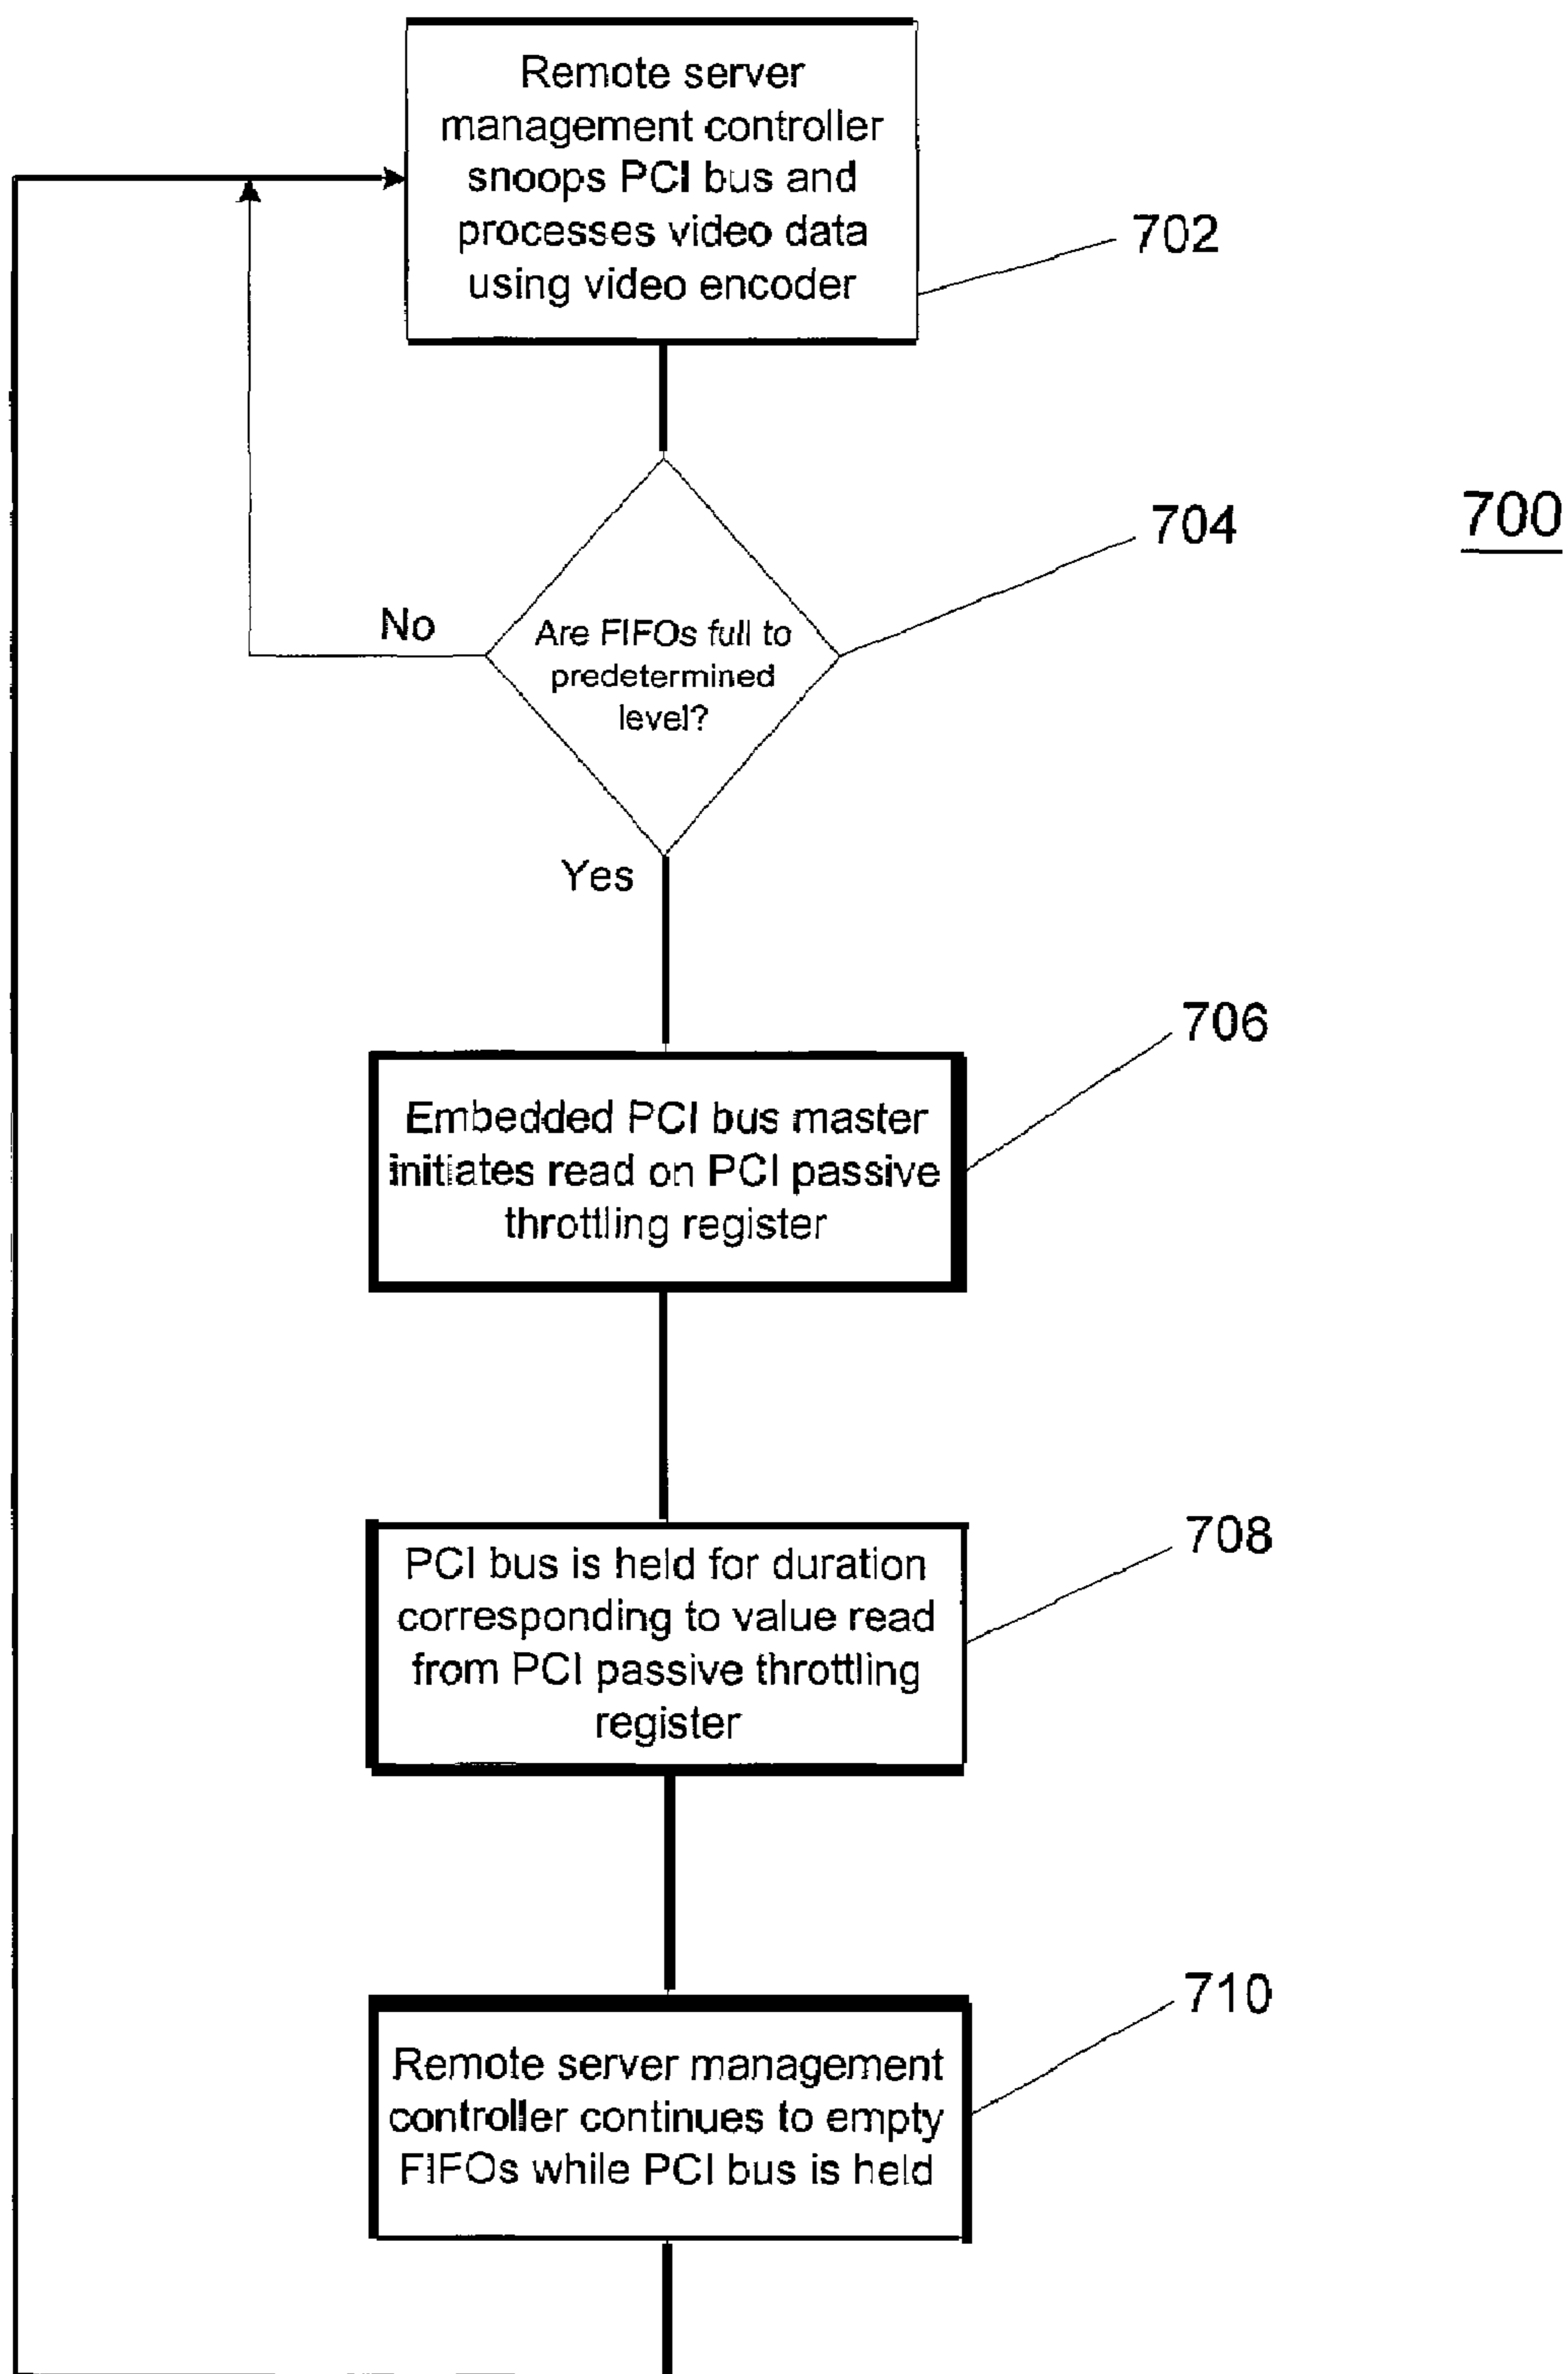 Remote server
management controller
snoops PCI bus and
processes video data
using video encoder
702
704
700
No
Are FIFOs full to
predetermined
level?
Yes
706
Embedded PCI bus master
initiates read on PCI passive
throttling register
708
PCI bus is held for duration
corresponding to value read
from PCI passive throttling
register
710
Remote server management
controller continues to empty
FIFOs while PCI bus is held